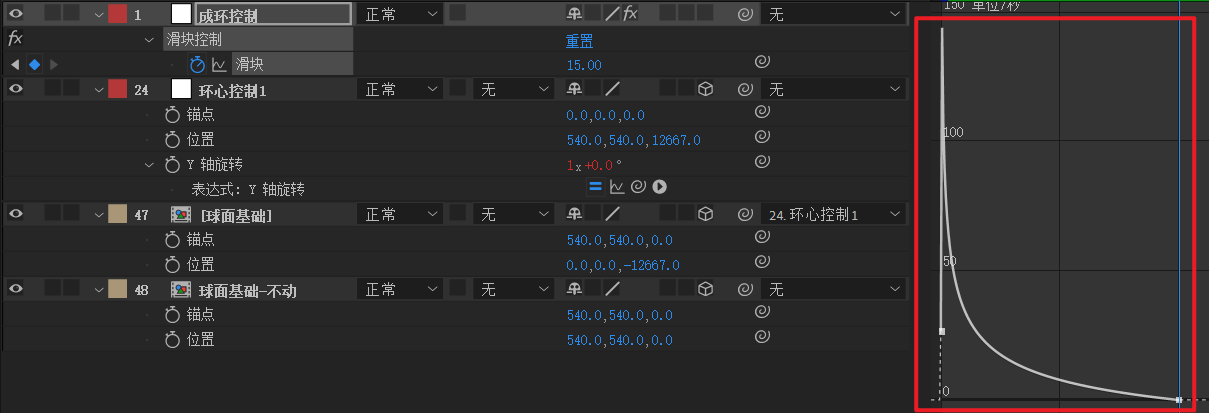 1 成环控制 正常 fx 无 150 单位/秒
fx 滑块控制 重置
滑块 15.00
24 环心控制1 正常 无 无
锚点 0.0,0.0,0.0
位置 540.0,540.0,12667.0 100
Y 轴旋转 1x+0.0°
表达式: Y 轴旋转
47 [球面基础] 正常 无 24.环心控制1
锚点 540.0,540.0,0.0
位置 0.0,0.0,-12667.0 50
48 球面基础-不动 正常 无 无
锚点 540.0,540.0,0.0
位置 540.0,540.0,0.0
0